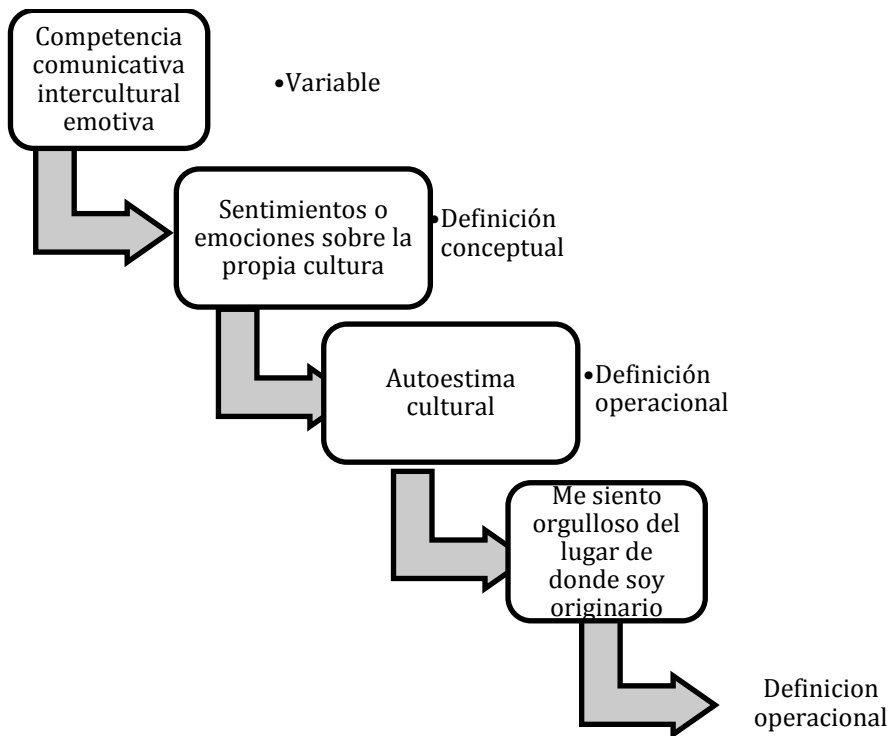 Competencia
comunicativa
intercultural
emotiva
•Variable
Sentimientos o
emociones sobre la
propia cultura
•Definición
conceptual
Autoestima
cultural
•Definición
operacional
Me siento
orgulloso del
lugar de
donde soy
originario
Definicion
operacional